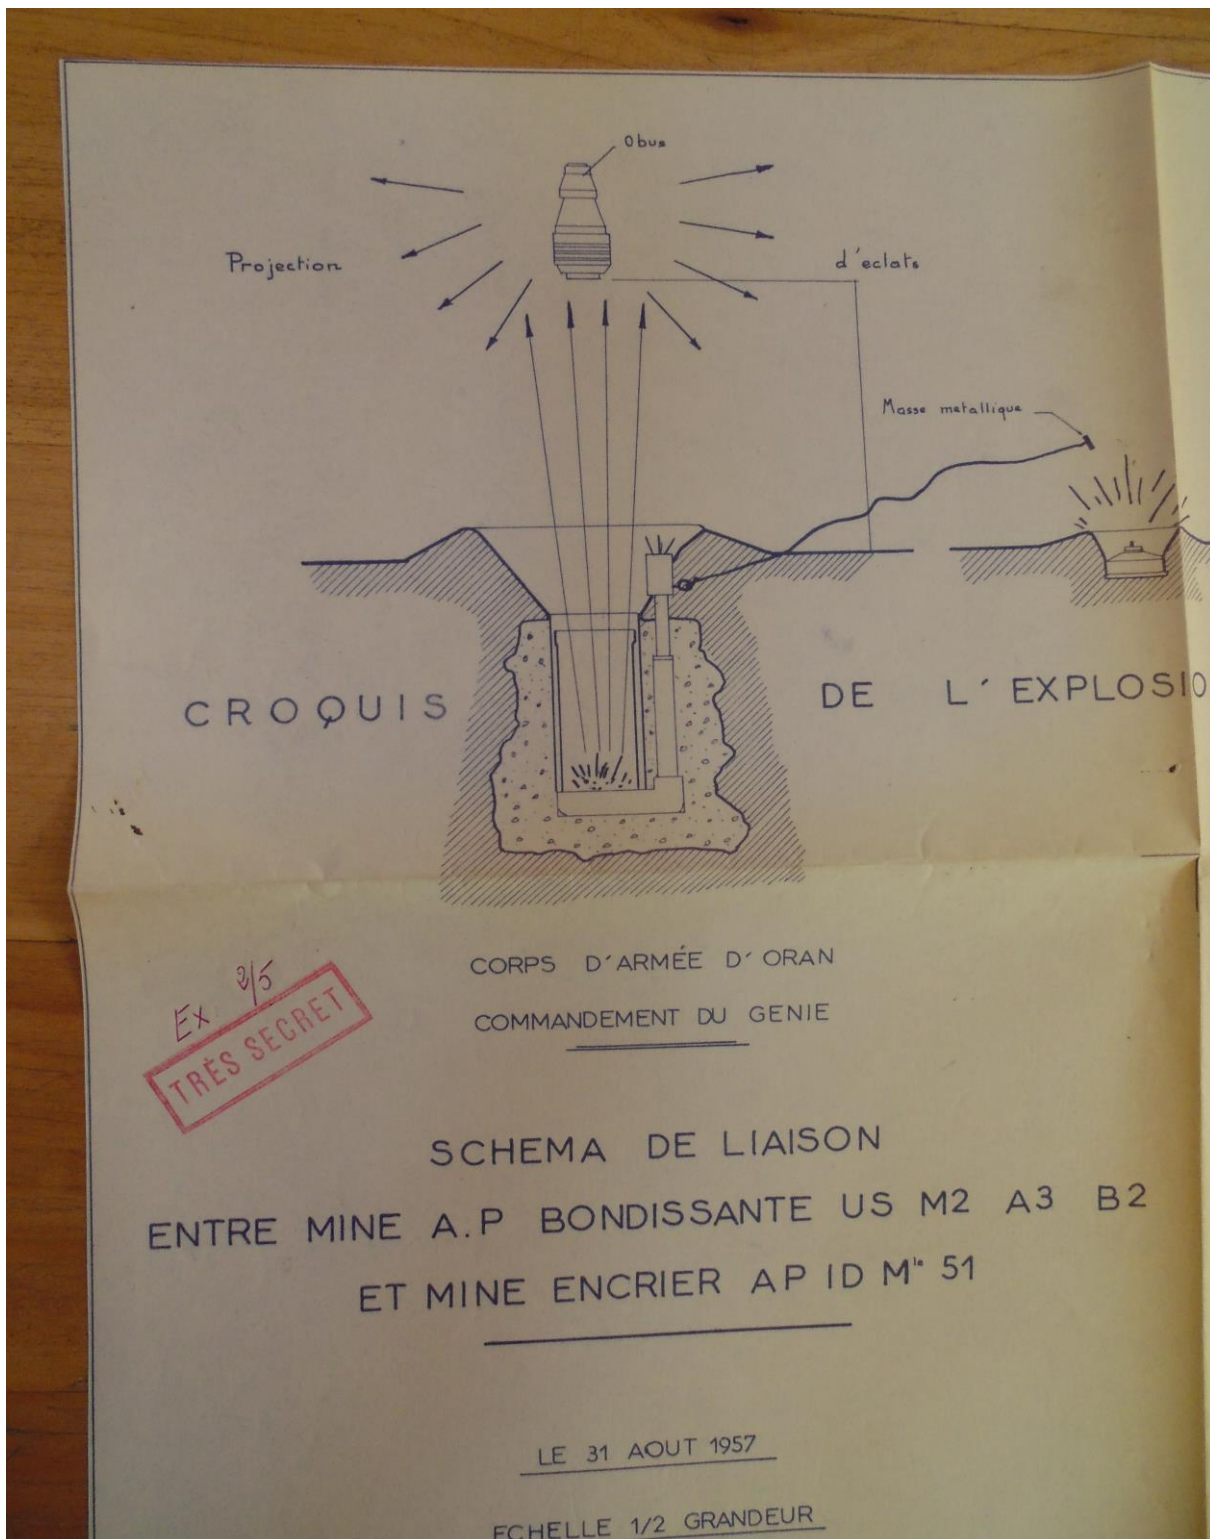 Obus
Projection d'eclats
Masse metallique
CROQUIS DE L'EXPLOSIO
Ex 2/5
TRÈS SECRET
CORPS D'ARMÉE D'ORAN
COMMANDEMENT DU GENIE
SCHEMA DE LIAISON
ENTRE MINE A.P BONDISSANTE US M2 A3 B2
ET MINE ENCRIER AP ID Mle 51
LE 31 AOUT 1957
ECHELLE 1/2 GRANDEUR